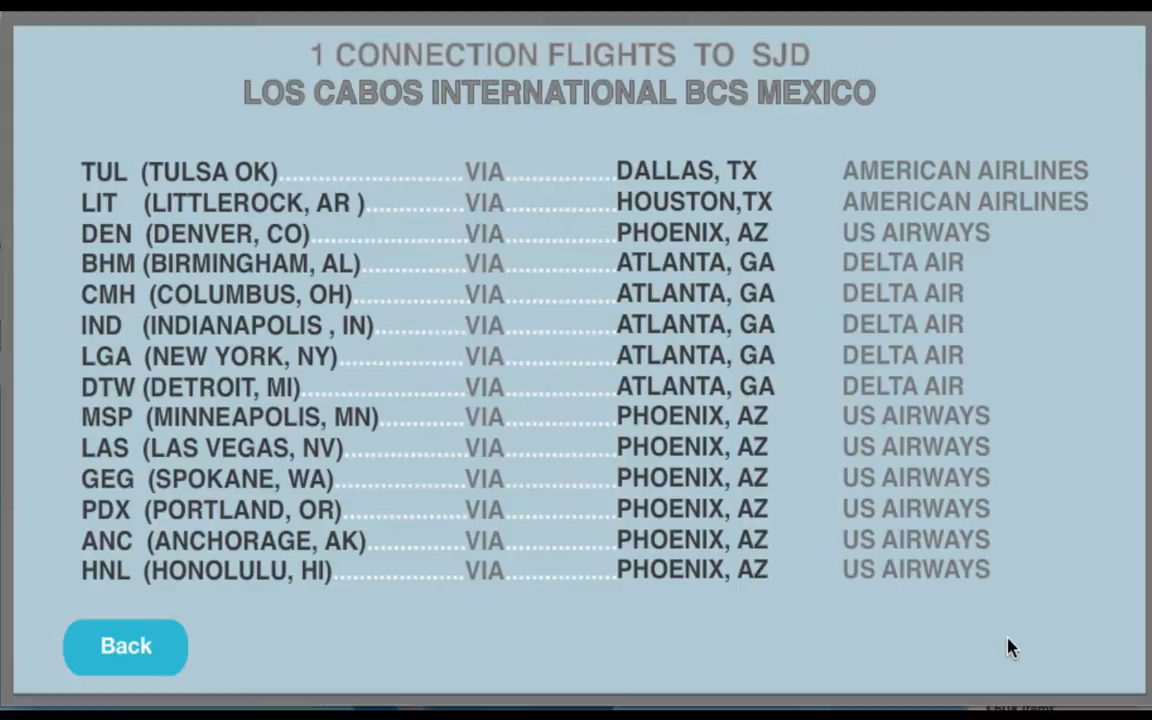 1 CONNECTION FLIGHTS TO SJD
LOS CABOS INTERNATIONAL BCS MEXICO
TUL (TULSA OK)..............................VIA..................DALLAS, TX AMERICAN AIRLINES
LIT (LITTLEROCK, AR )................VIA..................HOUSTON,TX AMERICAN AIRLINES
DEN (DENVER, CO).........................VIA..................PHOENIX, AZ US AIRWAYS
BHM (BIRMINGHAM, AL).................VIA..................ATLANTA, GA DELTA AIR
CMH (COLUMBUS, OH)..................VIA..................ATLANTA, GA DELTA AIR
IND (INDIANAPOLIS , IN)...............VIA..................ATLANTA, GA DELTA AIR
LGA (NEW YORK, NY)....................VIA..................ATLANTA, GA DELTA AIR
DTW (DETROIT, MI)..........................VIA..................ATLANTA, GA DELTA AIR
MSP (MINNEAPOLIS, MN)..............VIA..................PHOENIX, AZ US AIRWAYS
LAS (LAS VEGAS, NV)...................VIA..................PHOENIX, AZ US AIRWAYS
GEG (SPOKANE, WA).....................VIA..................PHOENIX, AZ US AIRWAYS
PDX (PORTLAND, OR)....................VIA..................PHOENIX, AZ US AIRWAYS
ANC (ANCHORAGE, AK)................VIA..................PHOENIX, AZ US AIRWAYS
HNL (HONOLULU, HI).....................VIA..................PHOENIX, AZ US AIRWAYS
Back